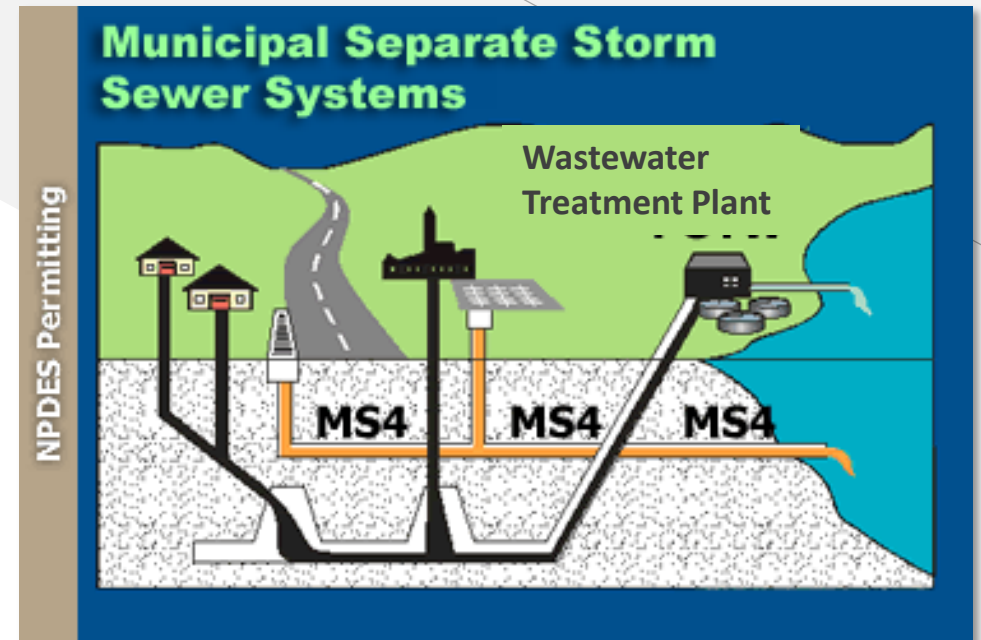 Municipal Separate Storm
Sewer Systems
Wastewater
Treatment Plant
NPDES Permitting
MS4 MS4 MS4